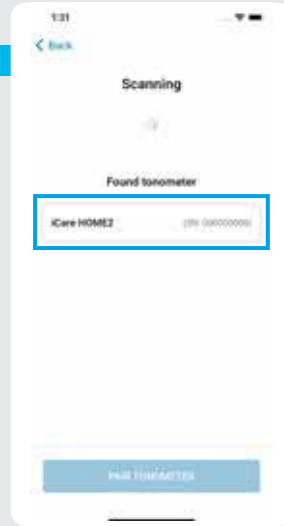 1:31
Back
Scanning
Found tonometer
iCare HOME2
PAIR TONOMETER